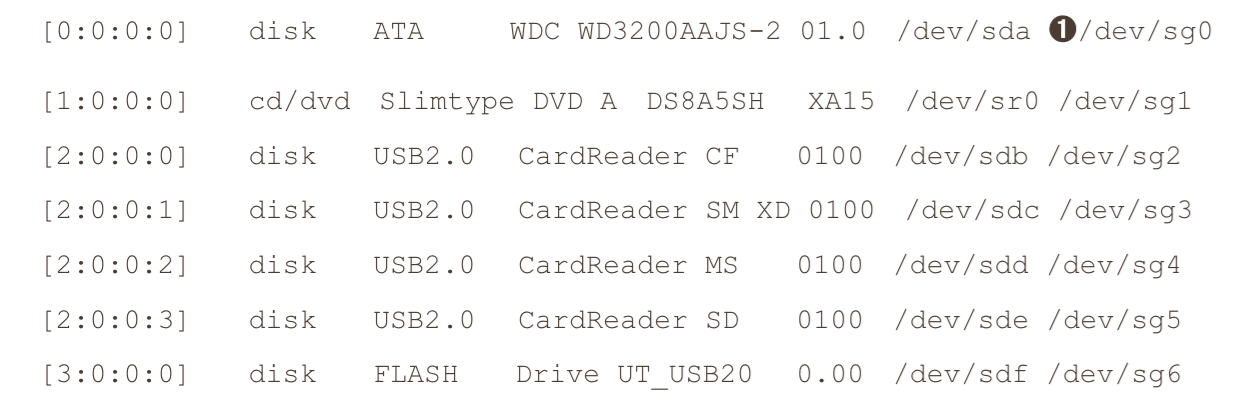 [0:0:0:0] disk ATA WDC WD3200AAJS-2 01.0 /dev/sda ❶/dev/sg0
[1:0:0:0] cd/dvd Slimtype DVD A DS8A5SH XA15 /dev/sr0 /dev/sg1
[2:0:0:0] disk USB2.0 CardReader CF 0100 /dev/sdb /dev/sg2
[2:0:0:1] disk USB2.0 CardReader SM XD 0100 /dev/sdc /dev/sg3
[2:0:0:2] disk USB2.0 CardReader MS 0100 /dev/sdd /dev/sg4
[2:0:0:3] disk USB2.0 CardReader SD 0100 /dev/sde /dev/sg5
[3:0:0:0] disk FLASH Drive UT_USB20 0.00 /dev/sdf /dev/sg6